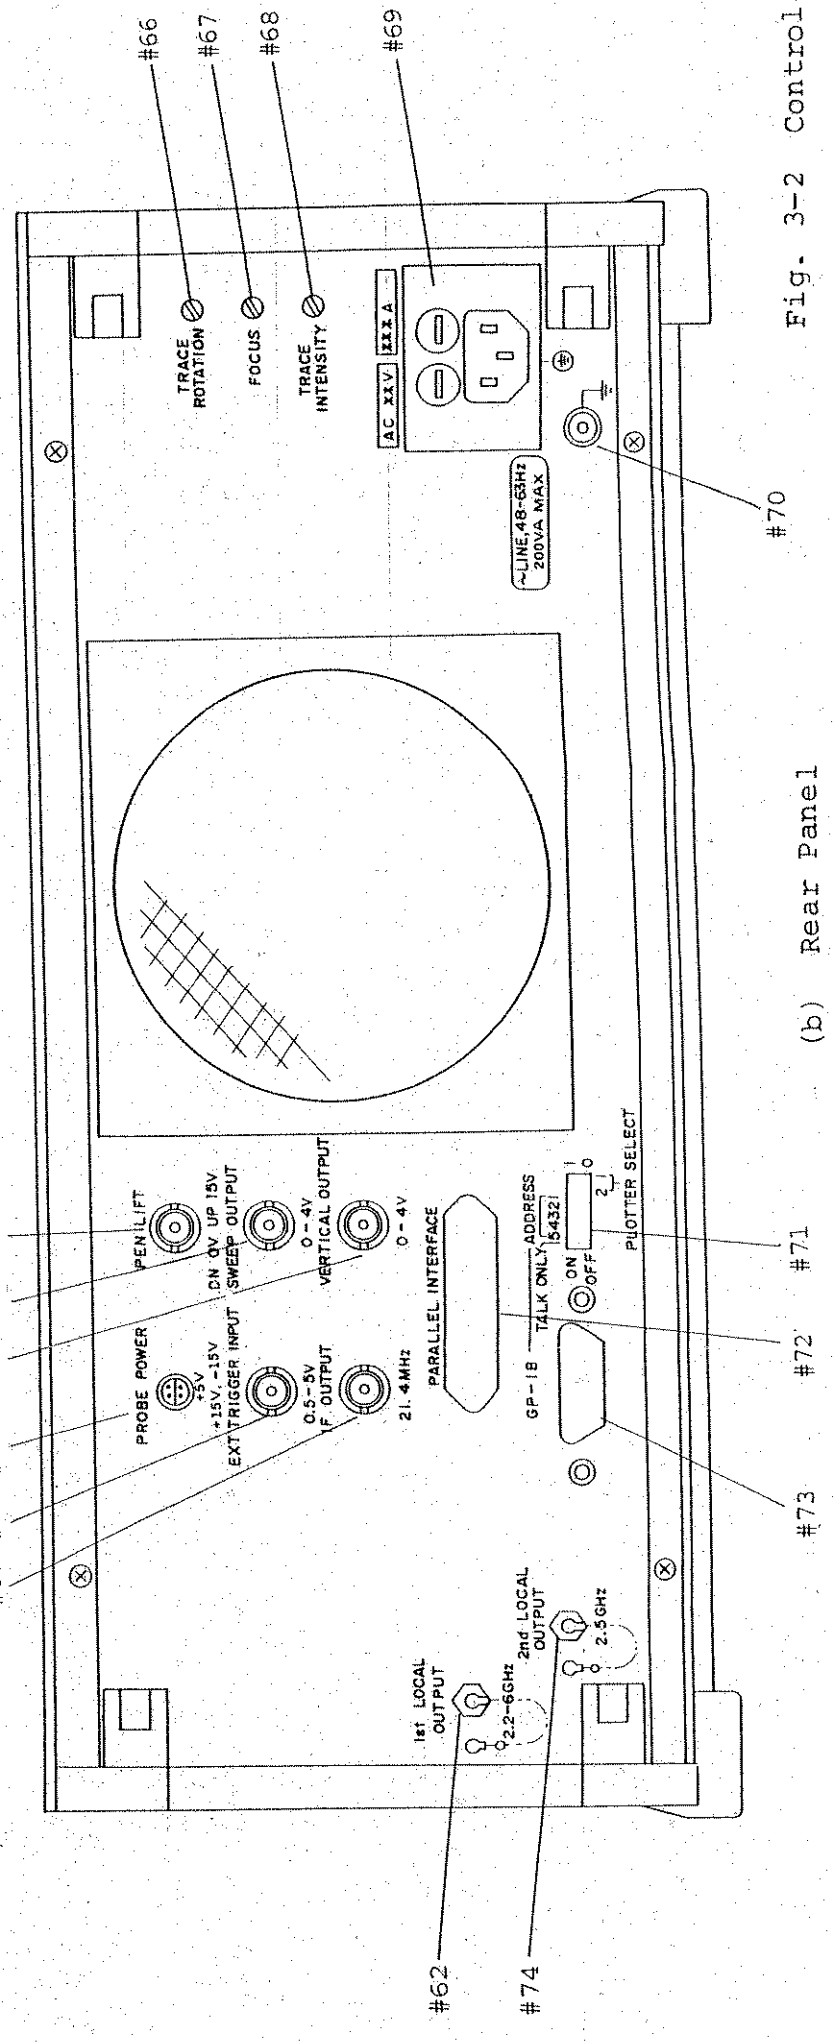 #66
#67
#68
#69
TRACE
ROTATION
FOCUS
TRACE
INTENSITY
AC XX V
XXX A
~LINE, 48-63Hz
200VA MAX
#70
PEN LIFT
DN 0V UP 15V
SWEEP OUTPUT
0-4V
VERTICAL OUTPUT
0-4V
PROBE POWER
+5V
+15V, -15V
EXT TRIGGER INPUT
0.5-5V
IF OUTPUT
21.4MHz
PARALLEL INTERFACE
GP-IB
TALK ONLY
ADDRESS
54321
1
0
ON
OFF
2
1
PLOTTER SELECT
#71
#72
#73
1st LOCAL
OUTPUT
2.2-6GHz
2nd LOCAL
OUTPUT
2.5GHz
#62
#74
(b) Rear Panel
Fig. 3-2 Control